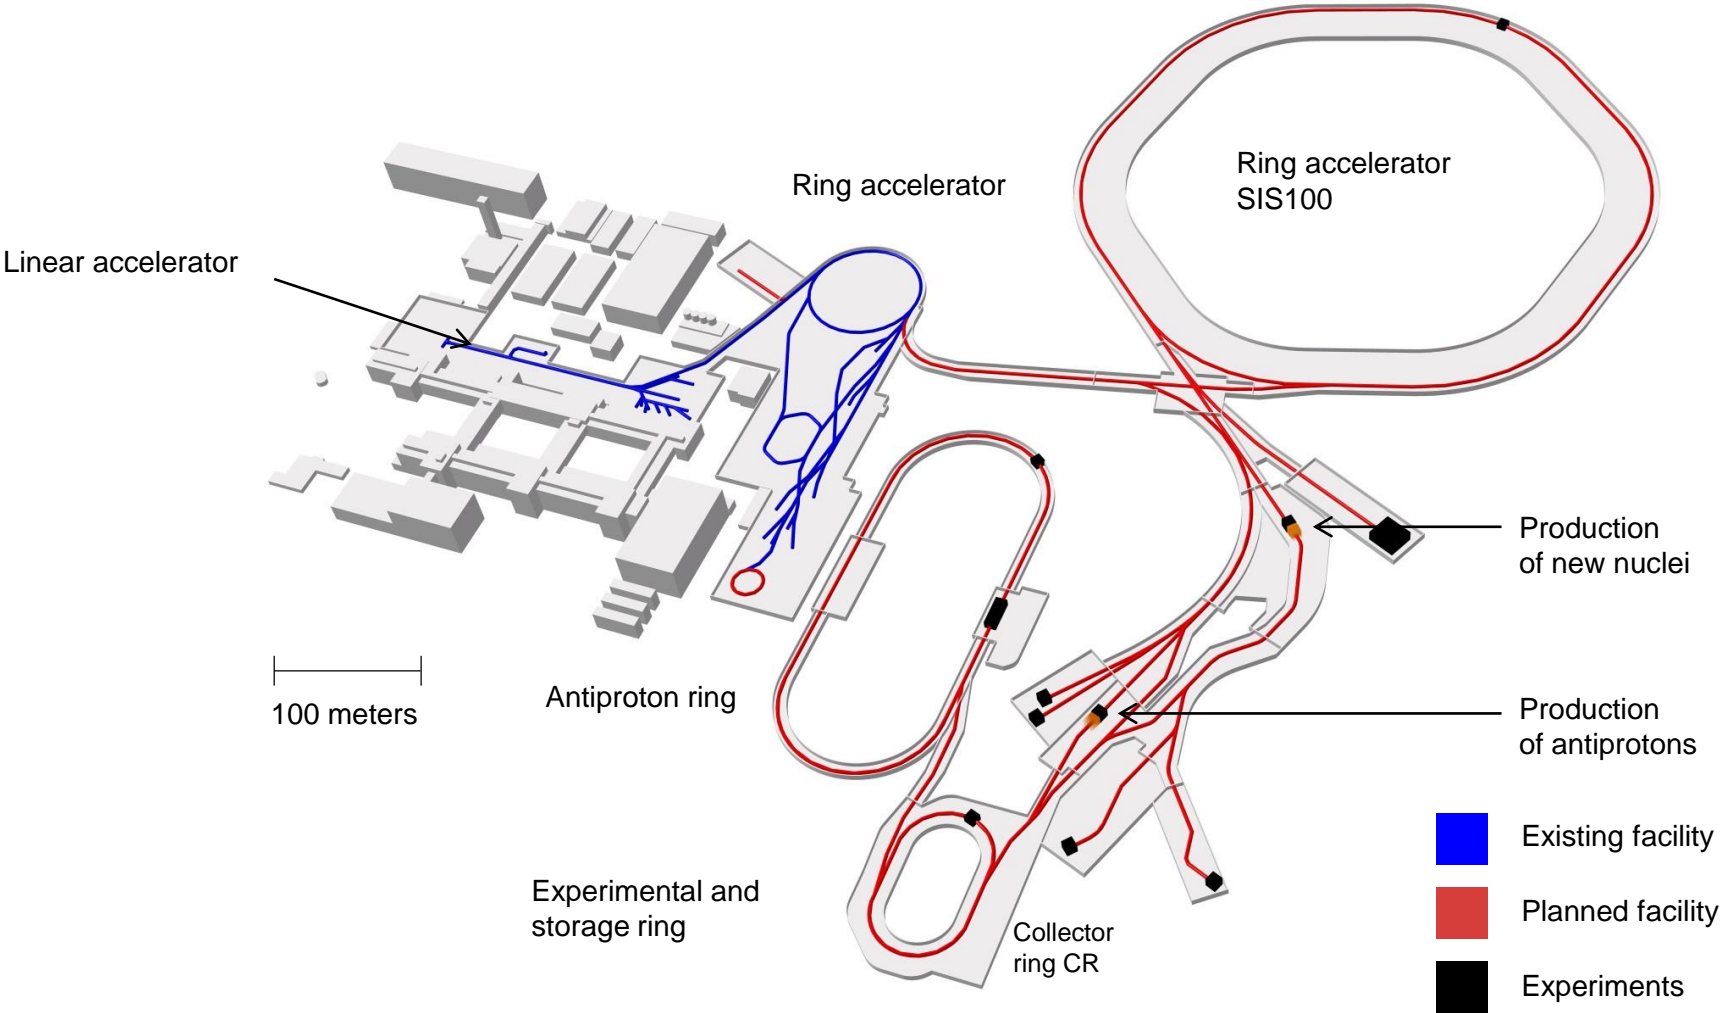 Ring accelerator
SIS100
Ring accelerator
Linear accelerator
Production
of new nuclei
Antiproton ring
100 meters
Production
of antiprotons
Existing facility
Experimental and
storage ring
Planned facility
Collector
ring CR
Experiments